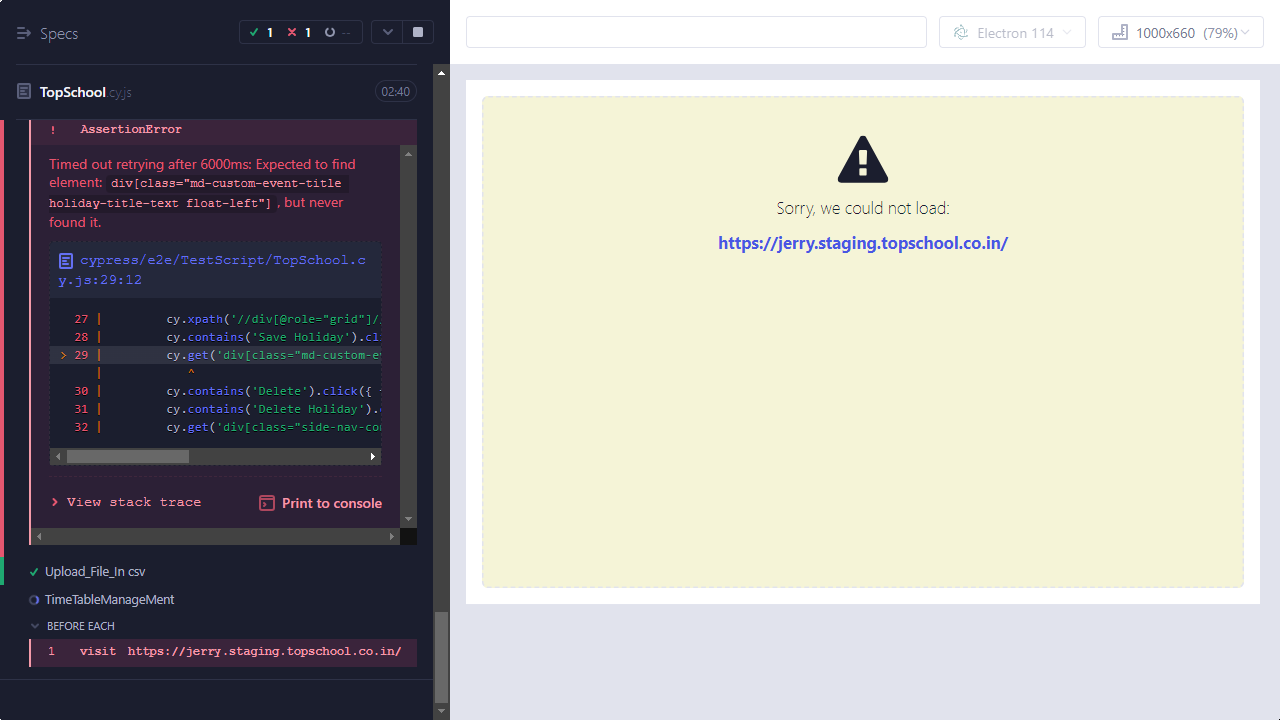 Specs
1
1
--
Electron 114
1000x660 (79%)
TopSchool.cy.js
02:40
! AssertionError
Timed out retrying after 6000ms: Expected to find
element: div[class="md-custom-event-title
holiday-title-text float-left"], but never
found it.
cypress/e2e/TestScript/TopSchool.c
y.js:29:12
27 | cy.xpath('//div[@role="grid"]/
28 | cy.contains('Save Holiday').cli
> 29 | cy.get('div[class="md-custom-ev
| ^
30 | cy.contains('Delete').click({
31 | cy.contains('Delete Holiday').
32 | cy.get('div[class="side-nav-con
> View stack trace
Print to console
Upload_File_In csv
TimeTableManageMent
BEFORE EACH
1 visit https://jerry.staging.topschool.co.in/
Sorry, we could not load:
https://jerry.staging.topschool.co.in/